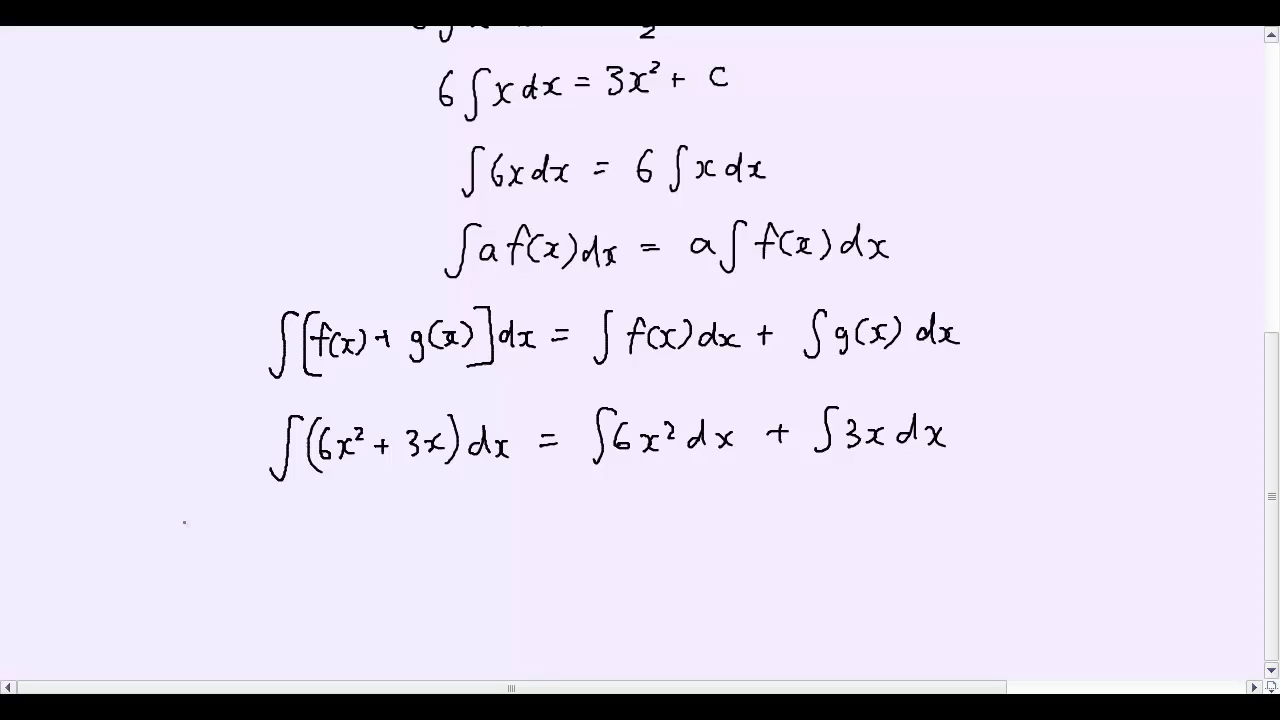 6∫x dx = 3x² + C
∫6x dx = 6∫x dx
∫a f(x) dx = a∫f(x) dx
∫[f(x) + g(x)] dx = ∫f(x) dx + ∫g(x) dx
∫(6x² + 3x) dx = ∫6x² dx + ∫3x dx